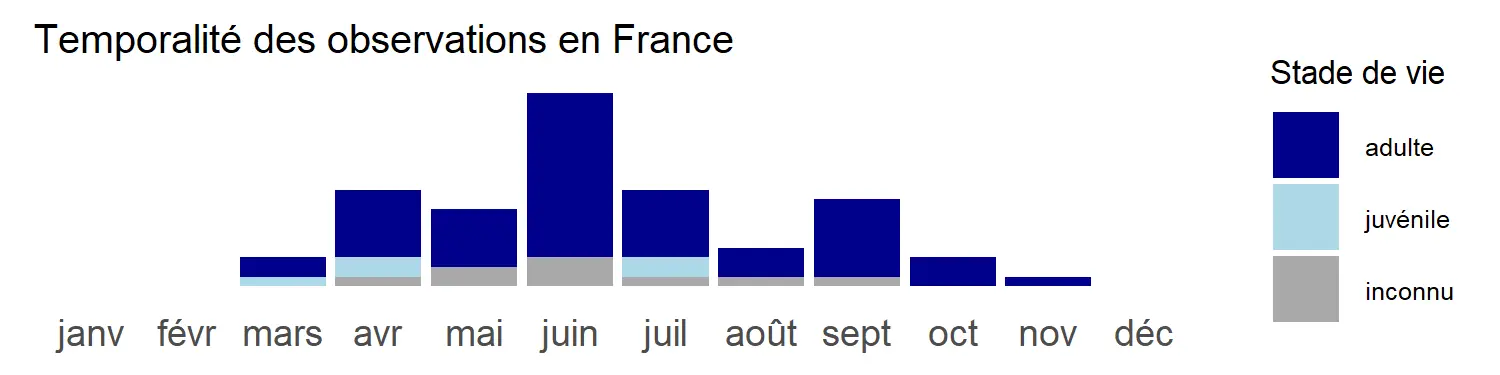 Temporalité des observations en France
Stade de vie
adulte
juvénile
inconnu
janv févr mars avr mai juin juil août sept oct nov déc